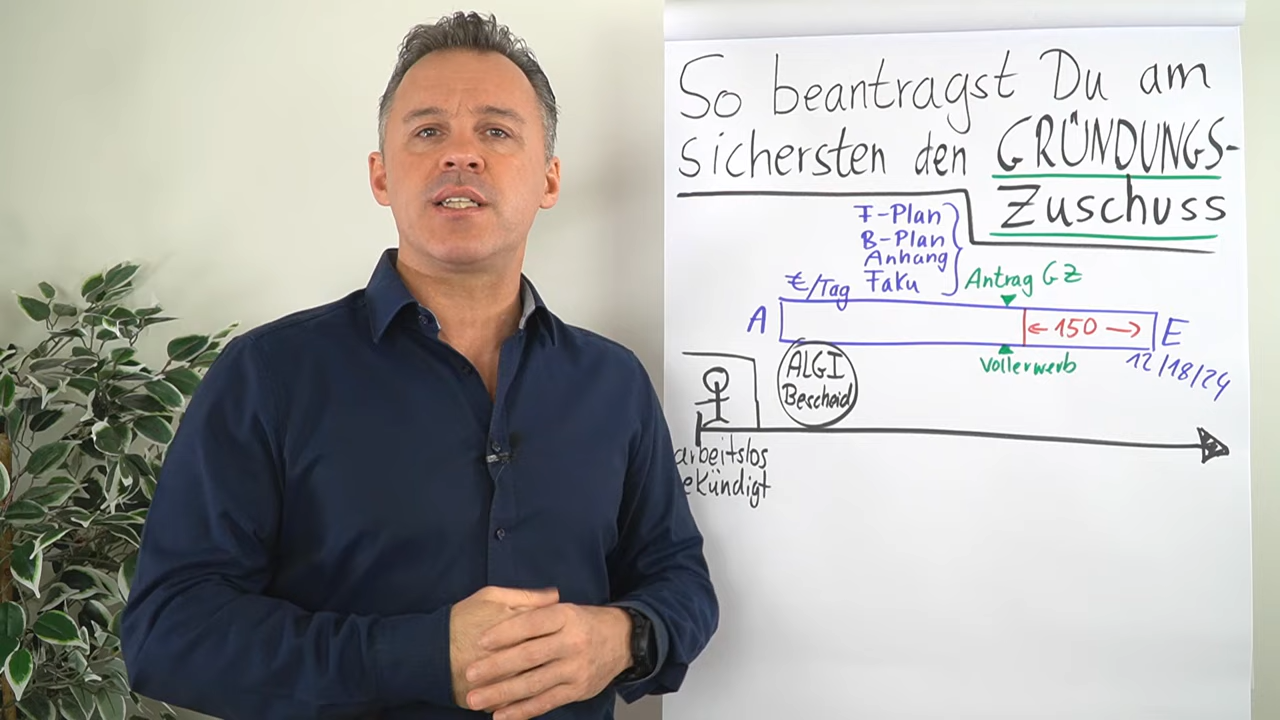 So beantragst Du am
sichersten den GRÜNDUNGS-
Zuschuss
F-Plan
B-Plan
Anhang
€/Tag FaKu
Antrag GZ
A
← 150 →
E
Vollerwerb
12/18/24
ALGI
Bescheid
arbeitslos
ekündigt